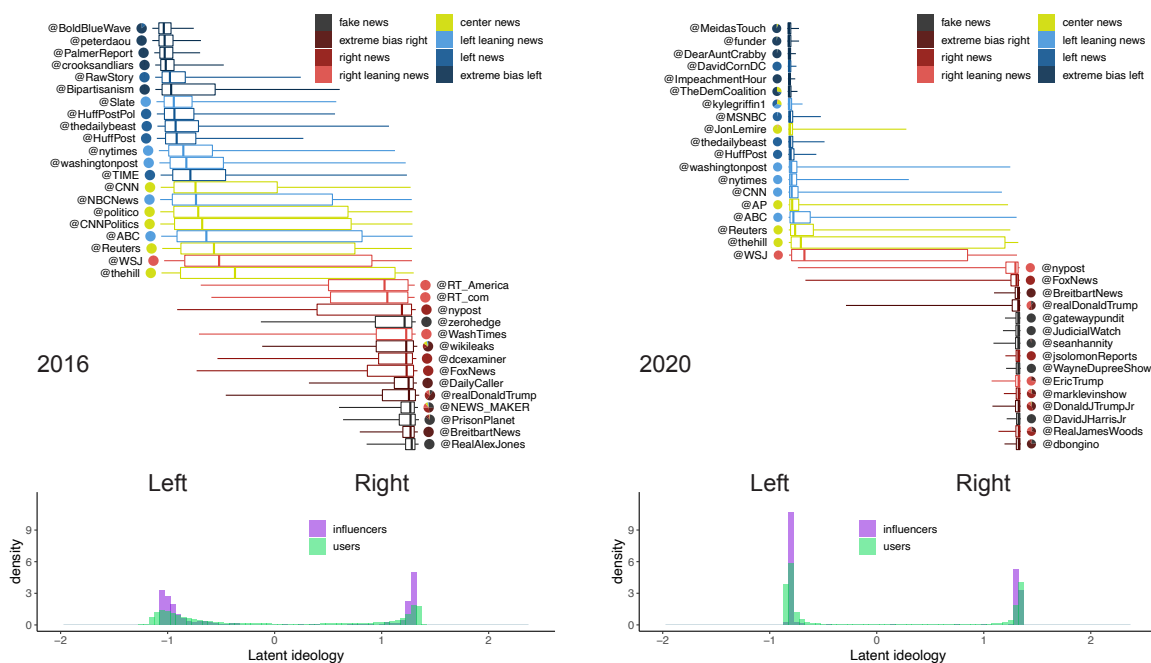 fake news
extreme bias right
right news
right leaning news
center news
left leaning news
left news
extreme bias left
@BoldBlueWave
@peterdaou
@PalmerReport
@crooksandliars
@RawStory
@Bipartisanism
@Slate
@HuffPostPol
@thedailybeast
@HuffPost
@nytimes
@washingtonpost
@TIME
@CNN
@NBCNews
@politico
@CNNPolitics
@ABC
@Reuters
@WSJ
@thehill
@RT_America
@RT_com
@nypost
@zerohedge
@WashTimes
@wikileaks
@dcexaminer
@FoxNews
@DailyCaller
@realDonaldTrump
@NEWS_MAKER
@PrisonPlanet
@BreitbartNews
@RealAlexJones
2016
Left
Right
influencers
users
density
9
6
3
0
−2
−1
0
1
2
Latent ideology
fake news
extreme bias right
right news
right leaning news
center news
left leaning news
left news
extreme bias left
@MeidasTouch
@funder
@DearAuntCrabby
@DavidCornDC
@ImpeachmentHour
@TheDemCoalition
@kylegriffin1
@MSNBC
@JonLemire
@thedailybeast
@HuffPost
@washingtonpost
@nytimes
@CNN
@AP
@ABC
@Reuters
@thehill
@WSJ
@nypost
@FoxNews
@BreitbartNews
@realDonaldTrump
@gatewaypundit
@JudicialWatch
@seanhannity
@jsolomonReports
@WayneDupreeShow
@EricTrump
@marklevinshow
@DonaldJTrumpJr
@DavidJHarrisJr
@RealJamesWoods
@dbongino
2020
Left
Right
influencers
users
density
9
6
3
0
−2
−1
0
1
2
Latent ideology